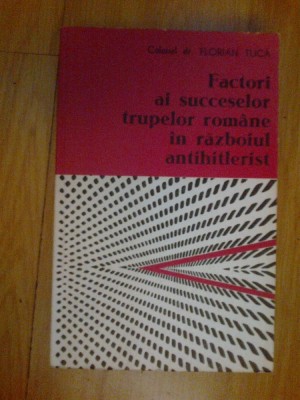 Colonel dr. FLORIAN TUCĂ
Factori
ai succeselor
trupelor române
în războiul
antihitlerist